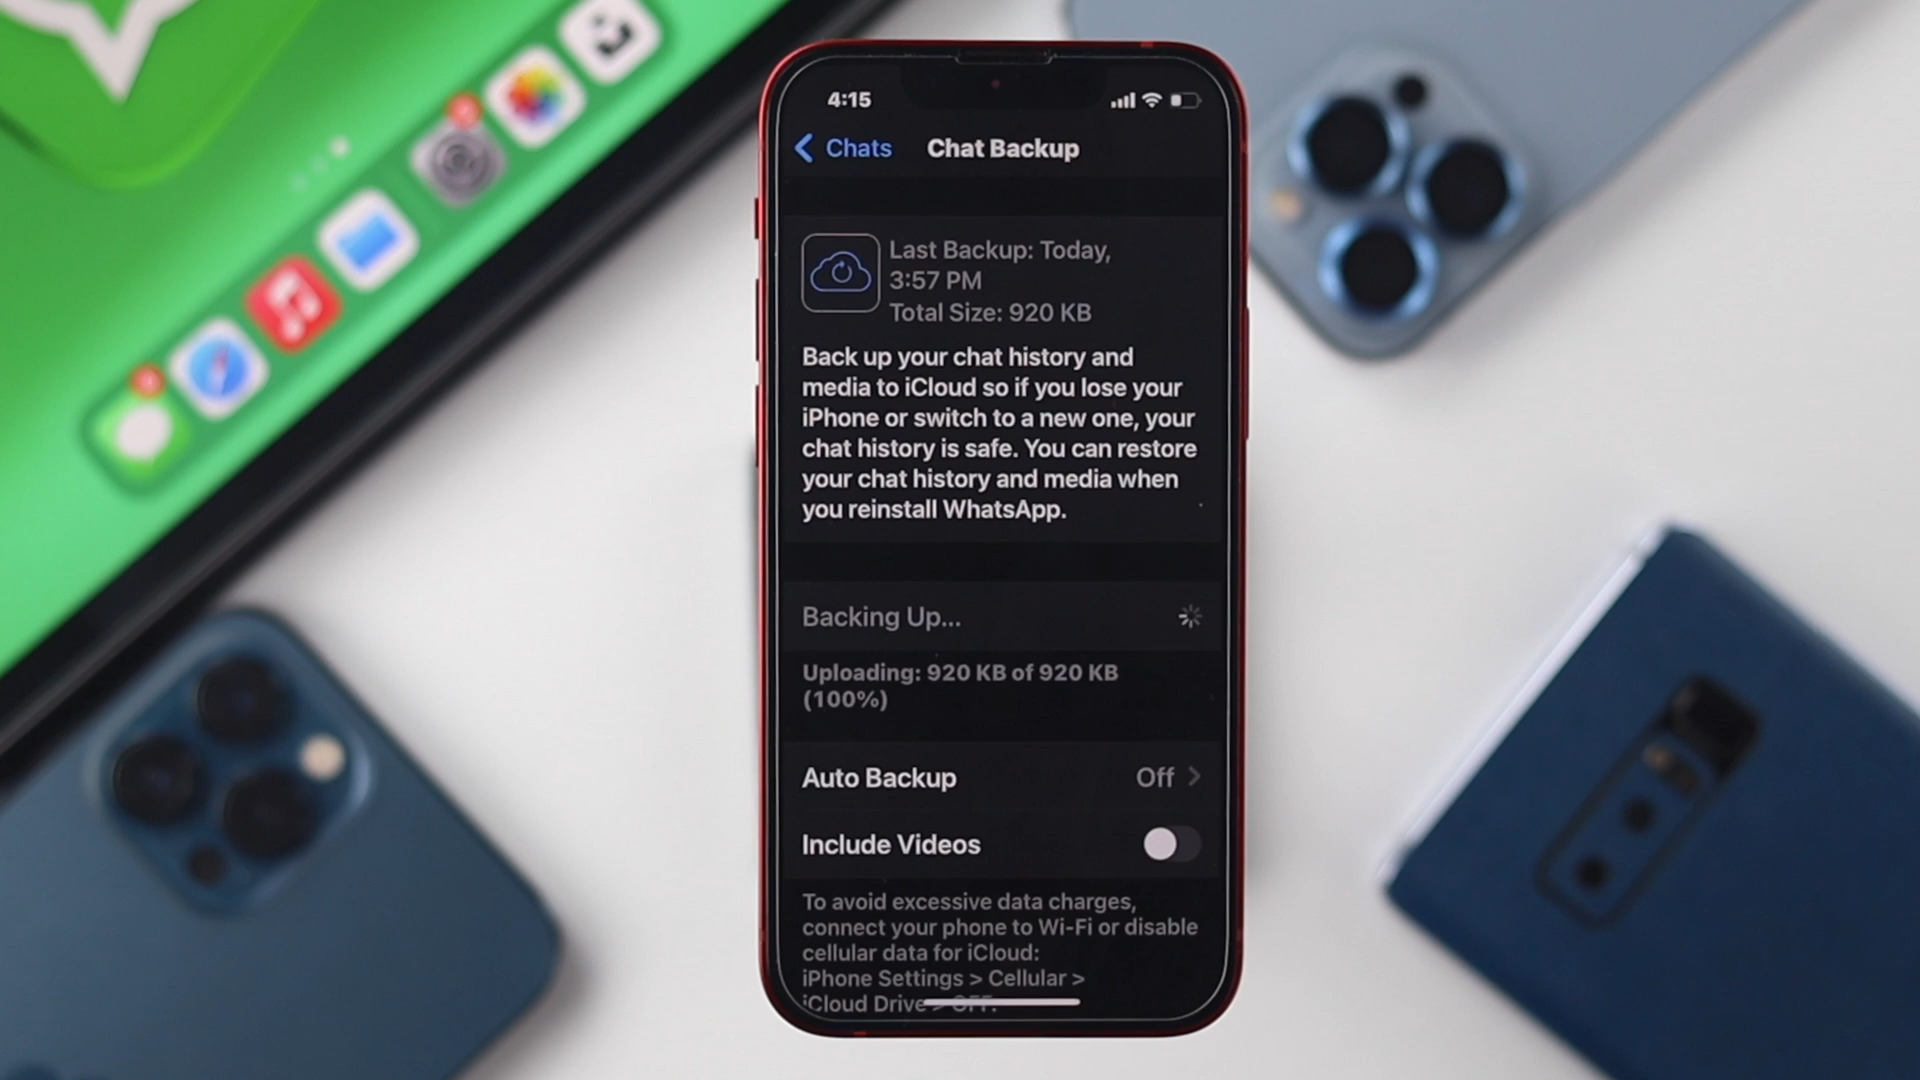 4:15
Chats
Chat Backup
Last Backup: Today,
3:57 PM
Total Size: 920 KB
Back up your chat history and
media to iCloud so if you lose your
iPhone or switch to a new one, your
chat history is safe. You can restore
your chat history and media when
you reinstall WhatsApp.
Backing Up...
Uploading: 920 KB of 920 KB
(100%)
Auto Backup Off
Include Videos
To avoid excessive data charges,
connect your phone to Wi-Fi or disable
cellular data for iCloud:
iPhone Settings > Cellular >
iCloud Drive > OFF.